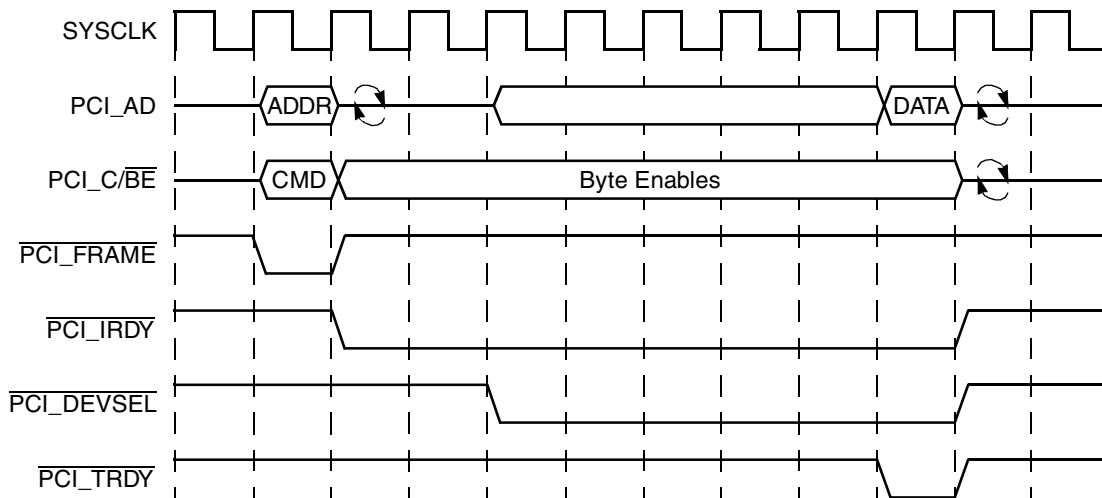 SYSCLK
PCI_AD
ADDR
DATA
PCI_C/BE
CMD
Byte Enables
PCI_FRAME
PCI_IRDY
PCI_DEVSEL
PCI_TRDY